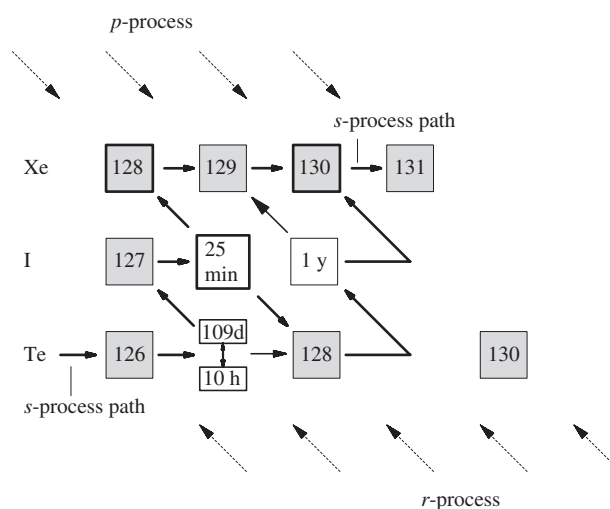 p-process
s-process path
Xe 128 129 130 131
I 127 25 min 1 y
109d
Te 126 128 130
10 h
s-process path
r-process